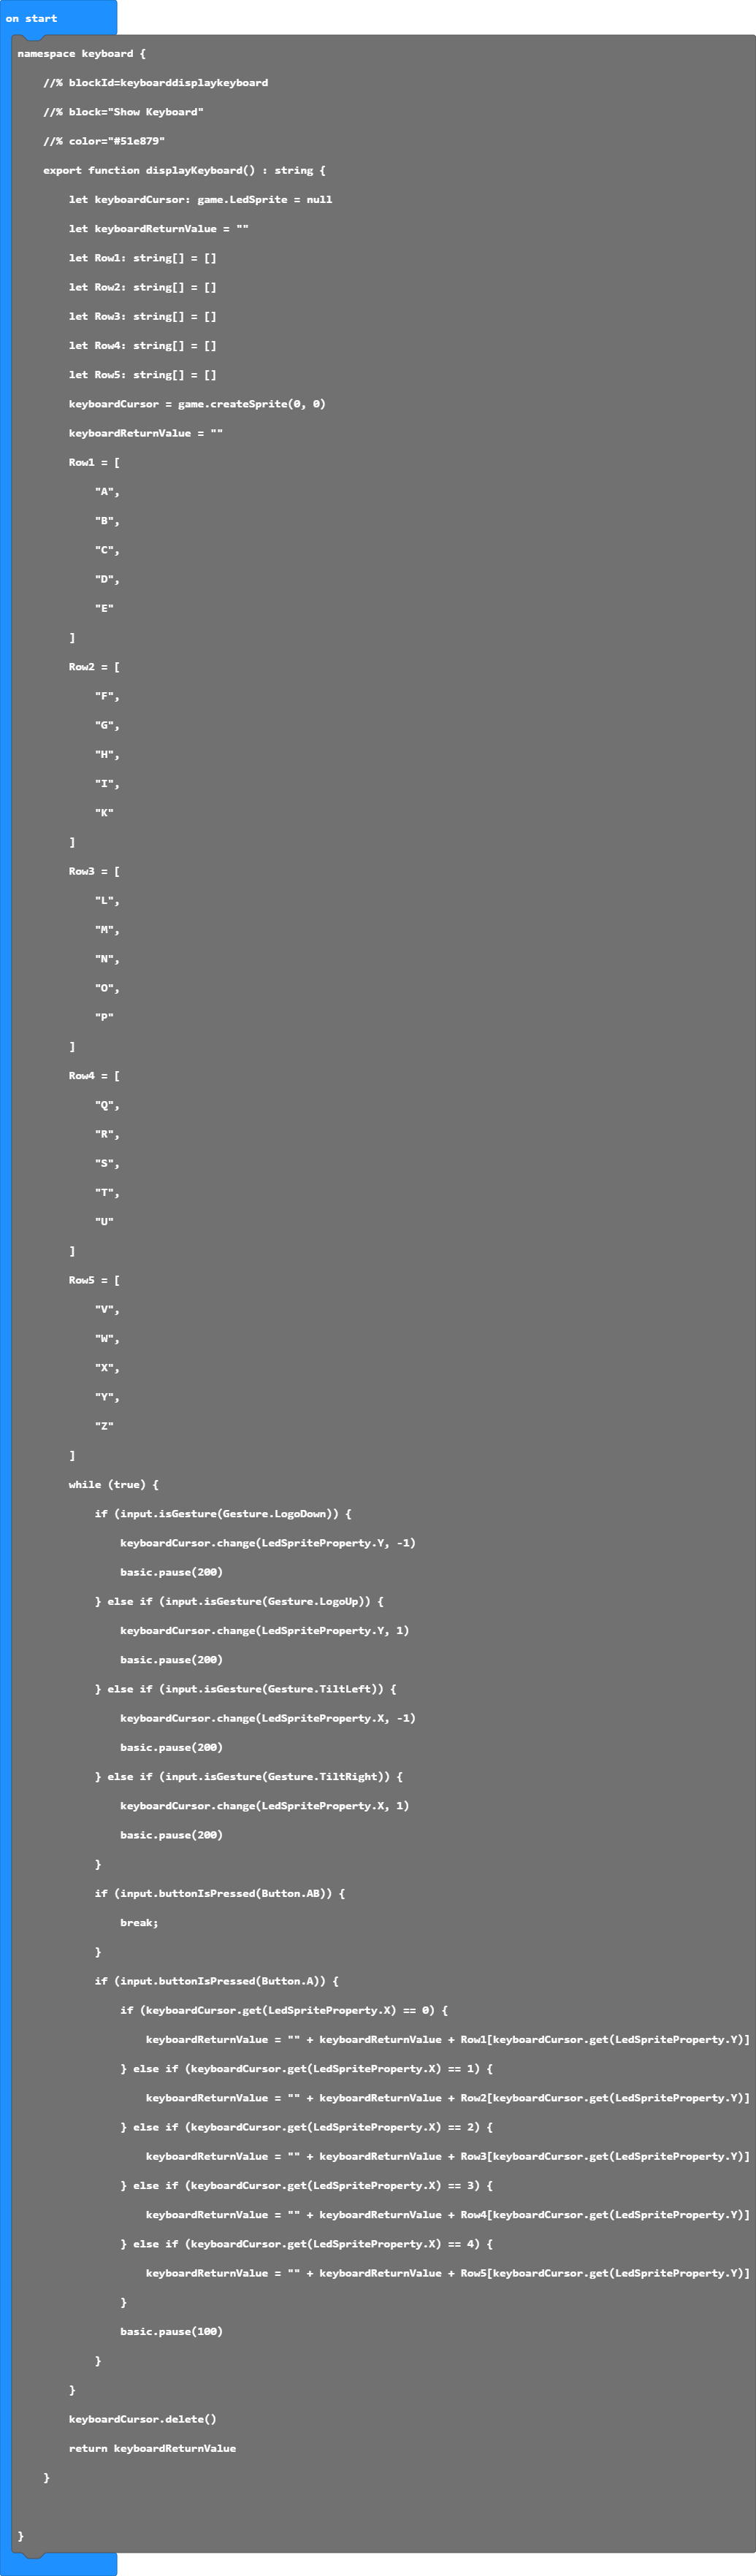 on start
namespace keyboard {
    //% blockId=keyboarddisplaykeyboard
    //% block="Show Keyboard"
    //% color="#51e879"
    export function displayKeyboard() : string {
        let keyboardCursor: game.LedSprite = null
        let keyboardReturnValue = ""
        let Row1: string[] = []
        let Row2: string[] = []
        let Row3: string[] = []
        let Row4: string[] = []
        let Row5: string[] = []
        keyboardCursor = game.createSprite(0, 0)
        keyboardReturnValue = ""
        Row1 = [
            "A",
            "B",
            "C",
            "D",
            "E"
        ]
        Row2 = [
            "F",
            "G",
            "H",
            "I",
            "K"
        ]
        Row3 = [
            "L",
            "M",
            "N",
            "O",
            "P"
        ]
        Row4 = [
            "Q",
            "R",
            "S",
            "T",
            "U"
        ]
        Row5 = [
            "V",
            "W",
            "X",
            "Y",
            "Z"
        ]
        while (true) {
            if (input.isGesture(Gesture.LogoDown)) {
                keyboardCursor.change(LedSpriteProperty.Y, -1)
                basic.pause(200)
            } else if (input.isGesture(Gesture.LogoUp)) {
                keyboardCursor.change(LedSpriteProperty.Y, 1)
                basic.pause(200)
            } else if (input.isGesture(Gesture.TiltLeft)) {
                keyboardCursor.change(LedSpriteProperty.X, -1)
                basic.pause(200)
            } else if (input.isGesture(Gesture.TiltRight)) {
                keyboardCursor.change(LedSpriteProperty.X, 1)
                basic.pause(200)
            }
            if (input.buttonIsPressed(Button.AB)) {
                break;
            }
            if (input.buttonIsPressed(Button.A)) {
                if (keyboardCursor.get(LedSpriteProperty.X) == 0) {
                    keyboardReturnValue = "" + keyboardReturnValue + Row1[keyboardCursor.get(LedSpriteProperty.Y)]
                } else if (keyboardCursor.get(LedSpriteProperty.X) == 1) {
                    keyboardReturnValue = "" + keyboardReturnValue + Row2[keyboardCursor.get(LedSpriteProperty.Y)]
                } else if (keyboardCursor.get(LedSpriteProperty.X) == 2) {
                    keyboardReturnValue = "" + keyboardReturnValue + Row3[keyboardCursor.get(LedSpriteProperty.Y)]
                } else if (keyboardCursor.get(LedSpriteProperty.X) == 3) {
                    keyboardReturnValue = "" + keyboardReturnValue + Row4[keyboardCursor.get(LedSpriteProperty.Y)]
                } else if (keyboardCursor.get(LedSpriteProperty.X) == 4) {
                    keyboardReturnValue = "" + keyboardReturnValue + Row5[keyboardCursor.get(LedSpriteProperty.Y)]
                }
                basic.pause(100)
            }
        }
        keyboardCursor.delete()
        return keyboardReturnValue
    }
}